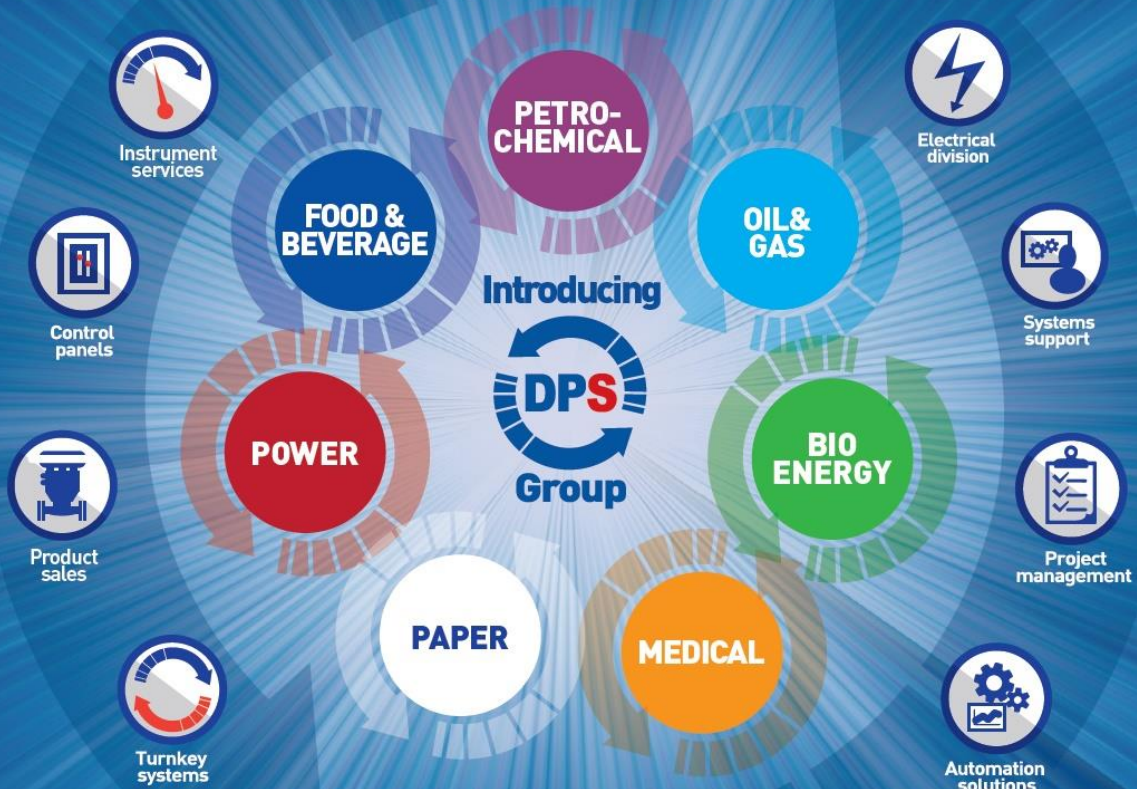 PETRO-
CHEMICAL
Instrument
services
Electrical
division
FOOD &
BEVERAGE
OIL&
GAS
Introducing
DPS
Group
Control
panels
Systems
support
POWER
BIO
ENERGY
Product
sales
Project
management
PAPER
MEDICAL
Turnkey
systems
Automation
solutions